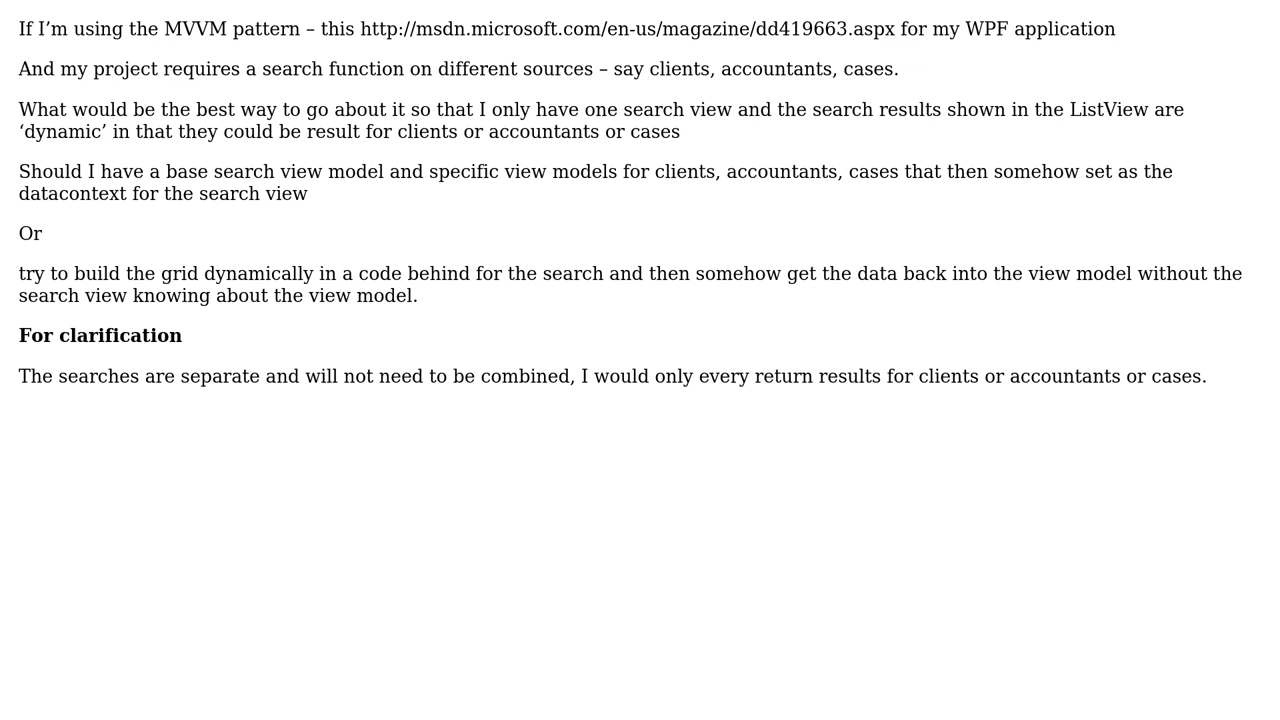 If I’m using the MVVM pattern – this http://msdn.microsoft.com/en-us/magazine/dd419663.aspx for my WPF application
And my project requires a search function on different sources – say clients, accountants, cases.
What would be the best way to go about it so that I only have one search view and the search results shown in the ListView are
‘dynamic’ in that they could be result for clients or accountants or cases
Should I have a base search view model and specific view models for clients, accountants, cases that then somehow set as the
datacontext for the search view
Or
try to build the grid dynamically in a code behind for the search and then somehow get the data back into the view model without the
search view knowing about the view model.
For clarification
The searches are separate and will not need to be combined, I would only every return results for clients or accountants or cases.